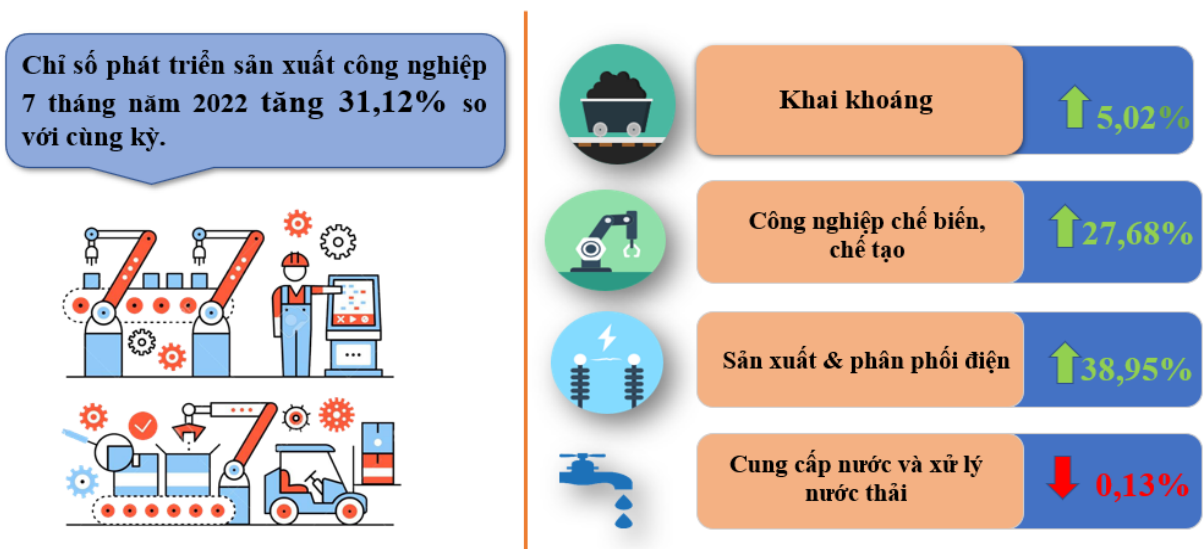 Chỉ số phát triển sản xuất công nghiệp
7 tháng năm 2022 tăng 31,12% so
với cùng kỳ.
Khai khoáng
5,02%
Công nghiệp chế biến,
chế tạo
27,68%
Sản xuất & phân phối điện
38,95%
Cung cấp nước và xử lý
nước thải
0,13%